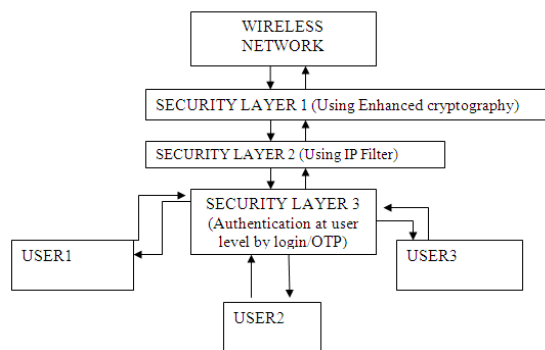 WIRELESS
NETWORK
SECURITY LAYER 1 (Using Enhanced cryptography)
SECURITY LAYER 2 (Using IP Filter)
SECURITY LAYER 3
(Authentication at user
level by login/OTP)
USER1
USER3
USER2